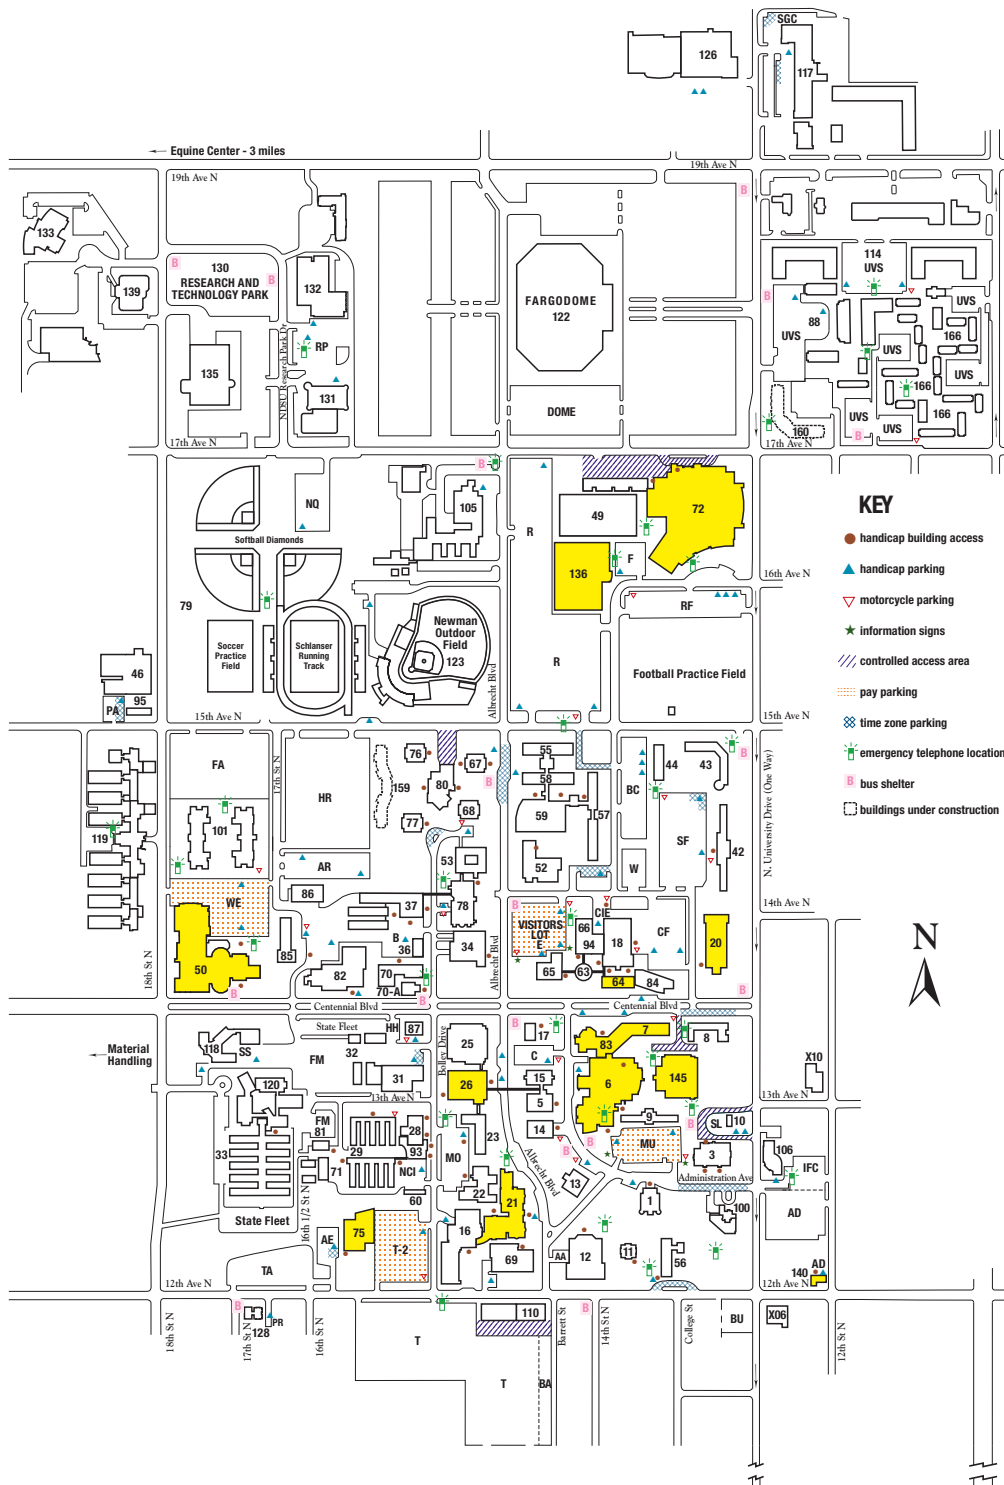 SGC
126
117
Equine Center - 3 miles
19th Ave N
19th Ave N
133
130
RESEARCH AND
TECHNOLOGY PARK
139
132
114
UVS
FARGODOME
122
UVS
88
UVS
166
RP
NDSU Research Park Dr
UVS
UVS
135
131
166
DOME
UVS
166
UVS
160
17th Ave N
17th Ave N
KEY
NQ
105
R
49
72
handicap building access
Softball Diamonds
F
136
handicap parking
16th Ave N
79
RF
motorcycle parking
Newman
Outdoor
Field
123
information signs
Soccer
Practice
Field
Schlanser
Running
Track
46
R
Football Practice Field
controlled access area
95
PA
Albrecht Blvd
pay parking
15th Ave N
15th Ave N
time zone parking
FA
17th St N
76
67
55
44
43
emergency telephone location
159
80
58
BC
N. University Drive (One Way)
bus shelter
HR
68
59
57
buildings under construction
119
101
77
SF
42
53
AR
52
W
86
WE
37
78
14th Ave N
CIE
VISITORS
LOT
E
66
CF
94
18
20
N
B
36
34
85
82
70
65
63
50
18th St N
70-A
64
84
Albrecht Blvd
Centennial Blvd
Centennial Blvd
State Fleet
HH
87
17
7
Material
Handling
118
SS
32
25
83
8
FM
Bolley Drive
C
X10
31
15
6
145
120
26
13th Ave N
13th Ave N
5
FM
81
28
9
SL
10
33
29
93
23
14
MU
106
71
MO
3
NCI
Albrecht Blvd
Administration Ave
IFC
13
60
22
21
1
16th 1/2 St N
100
AD
State Fleet
75
16
AE
T-2
12
11
AA
56
69
TA
AD
140
12th Ave N
12th Ave N
110
BU
X06
PR
128
18th St N
17th St N
16th St N
T
Barrett St
14th St N
College St
12th St N
T
BA